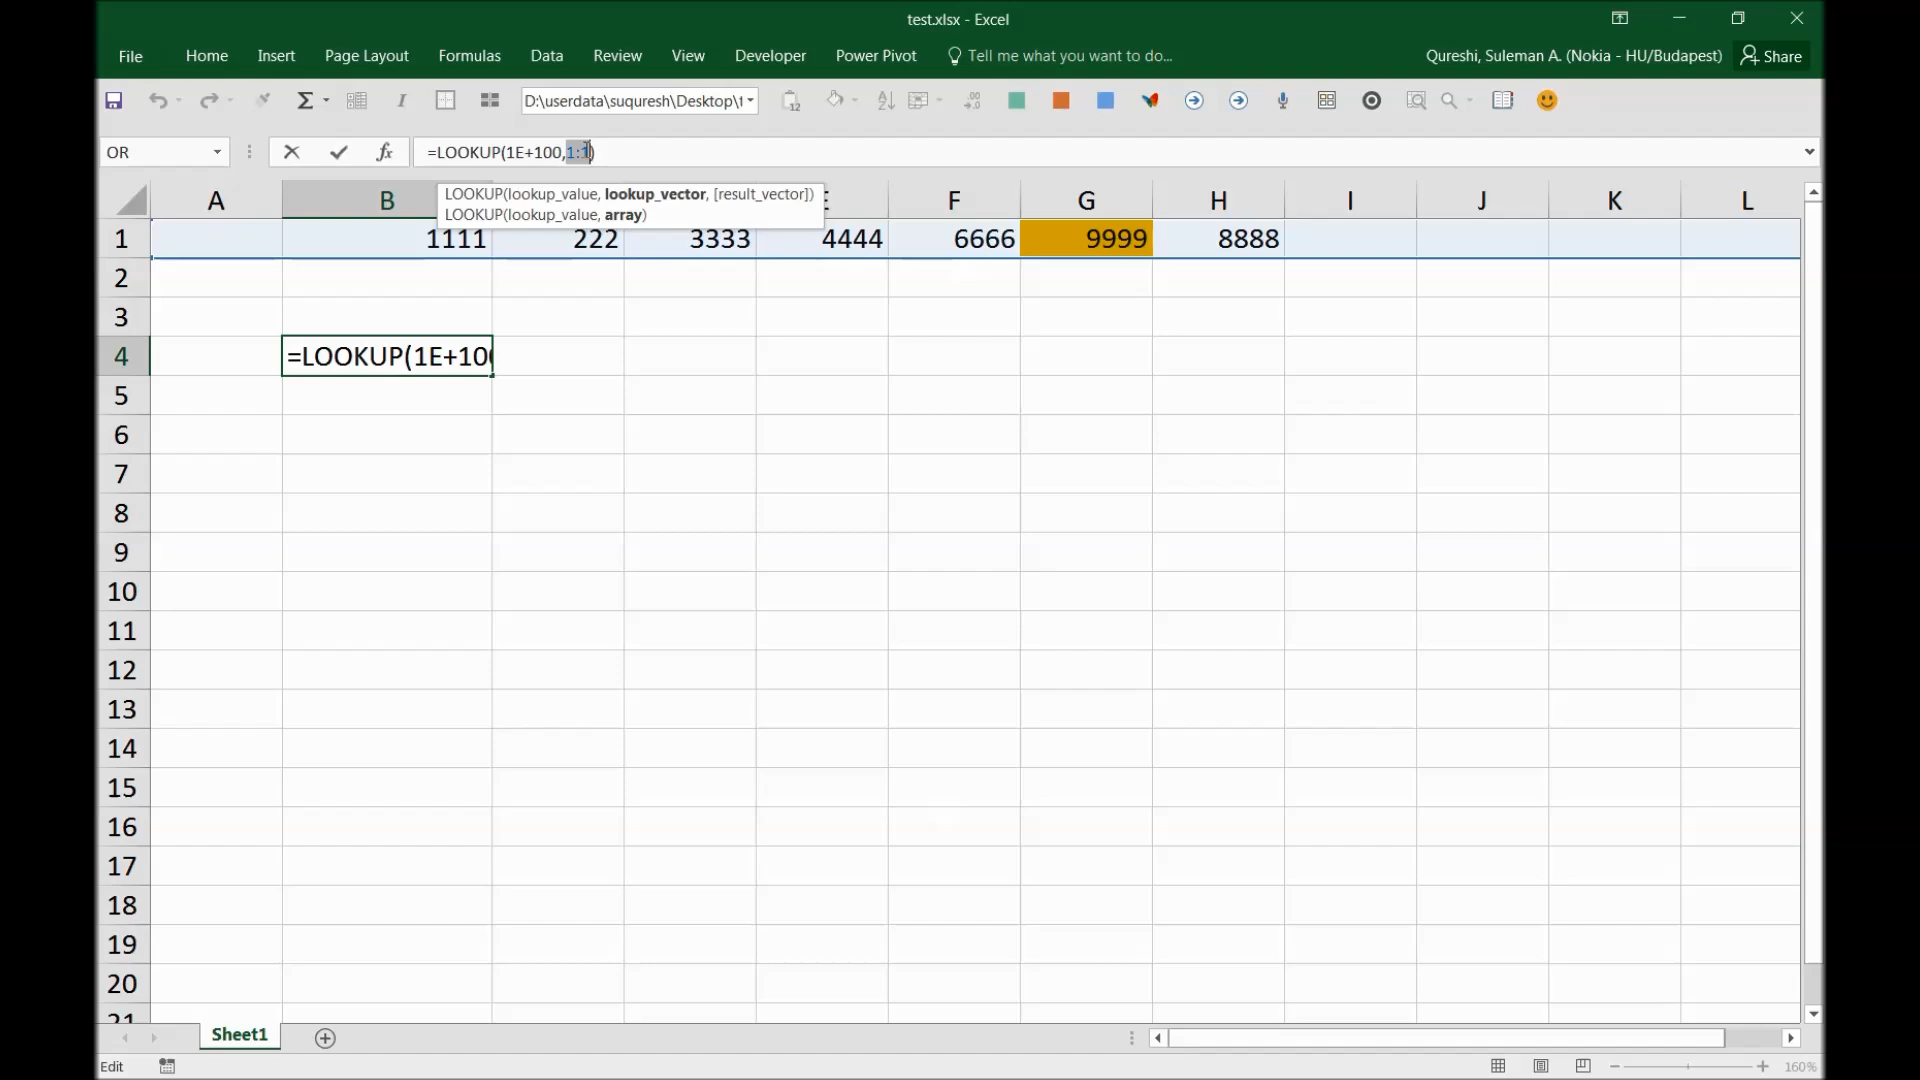 test.xlsx - Excel
File Home Insert Page Layout Formulas Data Review View Developer Power Pivot Tell me what you want to do... Qureshi, Suleman A. (Nokia - HU/Budapest) Share
D:\userdata\suquresh\Desktop\t
OR =LOOKUP(1E+100,1:1)
LOOKUP(lookup_value, lookup_vector, [result_vector])
LOOKUP(lookup_value, array)
A B E F G H I J K L
1 1111 222 3333 4444 6666 9999 8888
2
3
4 =LOOKUP(1E+100
5
6
7
8
9
10
11
12
13
14
15
16
17
18
19
20
21
Sheet1
Edit 160%